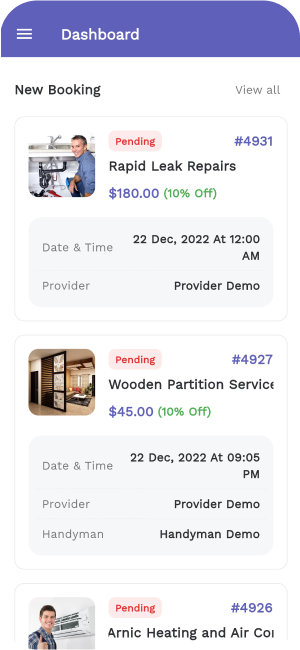 Dashboard
New Booking View all
Pending #4931
Rapid Leak Repairs
$180.00 (10% Off)
Date & Time 22 Dec, 2022 At 12:00
AM
Provider Provider Demo
Pending #4927
Wooden Partition Service
$45.00 (10% Off)
Date & Time 22 Dec, 2022 At 09:05
PM
Provider Provider Demo
Handyman Handyman Demo
Pending #4926
Arnic Heating and Air Cor